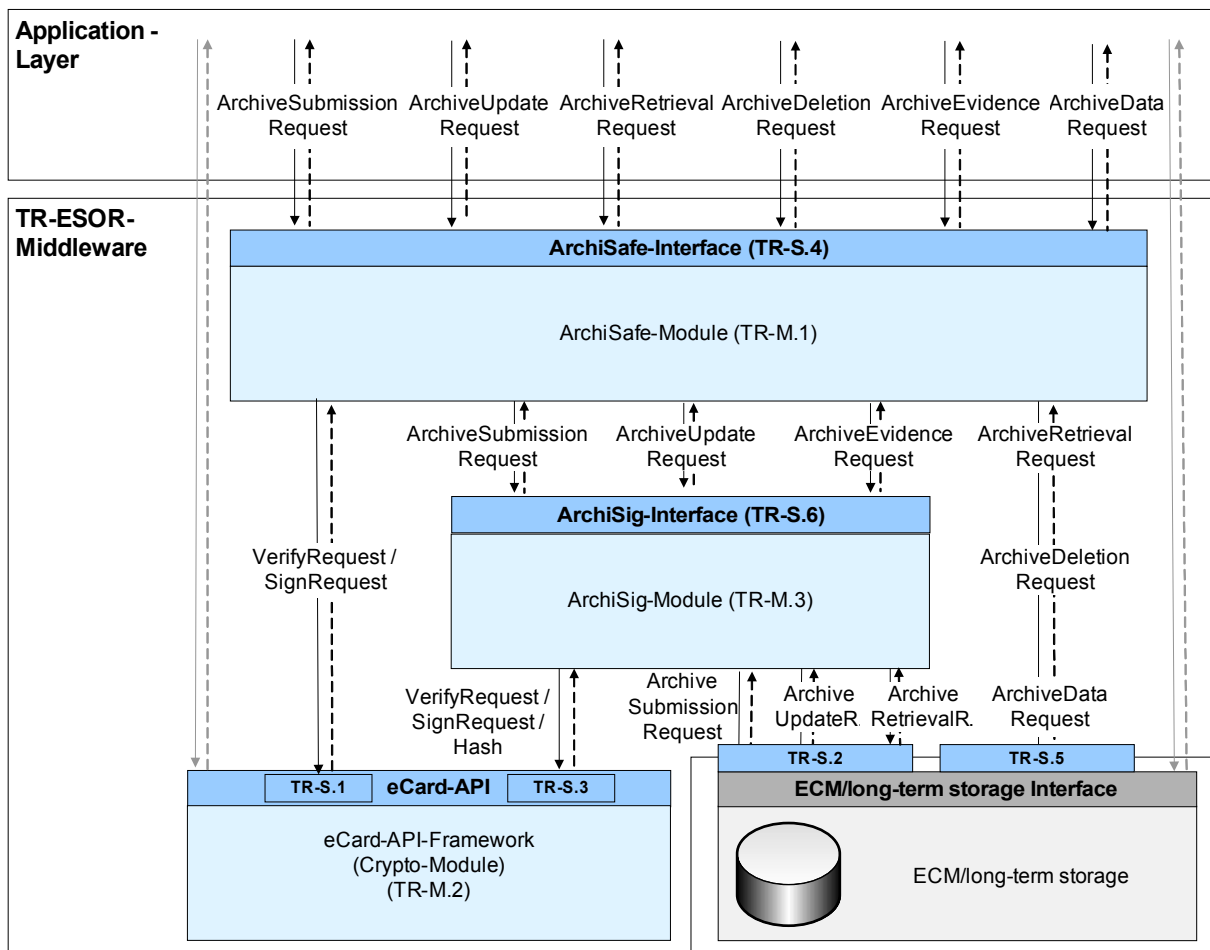 Application -
Layer
ArchiveSubmission
Request
ArchiveUpdate
Request
ArchiveRetrieval
Request
ArchiveDeletion
Request
ArchiveEvidence
Request
ArchiveData
Request
TR-ESOR-
Middleware
ArchiSafe-Interface (TR-S.4)
ArchiSafe-Module (TR-M.1)
ArchiveSubmission
Request
ArchiveUpdate
Request
ArchiveEvidence
Request
ArchiveRetrieval
Request
ArchiSig-Interface (TR-S.6)
VerifyRequest /
SignRequest
ArchiveDeletion
Request
ArchiSig-Module (TR-M.3)
VerifyRequest /
SignRequest /
Hash
Archive
Submission
Request
Archive
UpdateR.
Archive
RetrievalR.
ArchiveData
Request
TR-S.2
TR-S.5
TR-S.1
eCard-API
TR-S.3
ECM/long-term storage Interface
eCard-API-Framework
(Crypto-Module)
(TR-M.2)
ECM/long-term storage